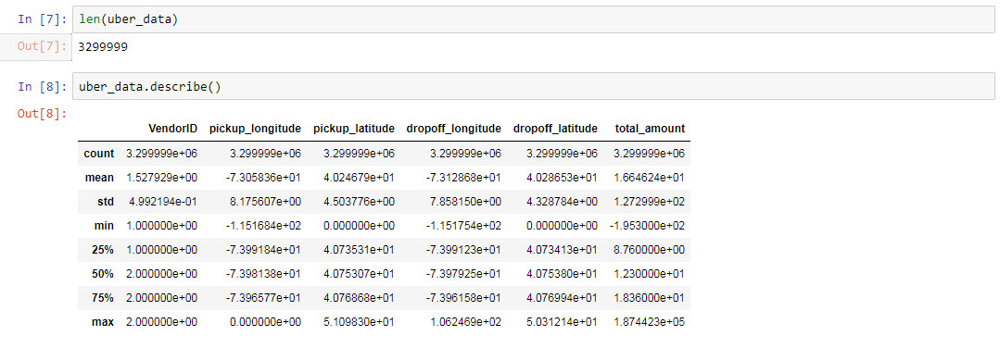 In [7]: len(uber_data)
Out[7]: 3299999
In [8]: uber_data.describe()
Out[8]:
VendorID pickup_longitude pickup_latitude dropoff_longitude dropoff_latitude total_amount
count 3.299999e+06 3.299999e+06 3.299999e+06 3.299999e+06 3.299999e+06 3.299999e+06
mean 1.527929e+00 -7.305836e+01 4.024679e+01 -7.312868e+01 4.028653e+01 1.664624e+01
std 4.992194e-01 8.175607e+00 4.503776e+00 7.858150e+00 4.328784e+00 1.272999e+02
min 1.000000e+00 -1.151684e+02 0.000000e+00 -1.151754e+02 0.000000e+00 -1.953000e+02
25% 1.000000e+00 -7.399184e+01 4.073531e+01 -7.399123e+01 4.073413e+01 8.760000e+00
50% 2.000000e+00 -7.398138e+01 4.075307e+01 -7.397925e+01 4.075380e+01 1.230000e+01
75% 2.000000e+00 -7.396577e+01 4.076868e+01 -7.396158e+01 4.076994e+01 1.836000e+01
max 2.000000e+00 0.000000e+00 5.109830e+01 1.062469e+02 5.031214e+01 1.874423e+05